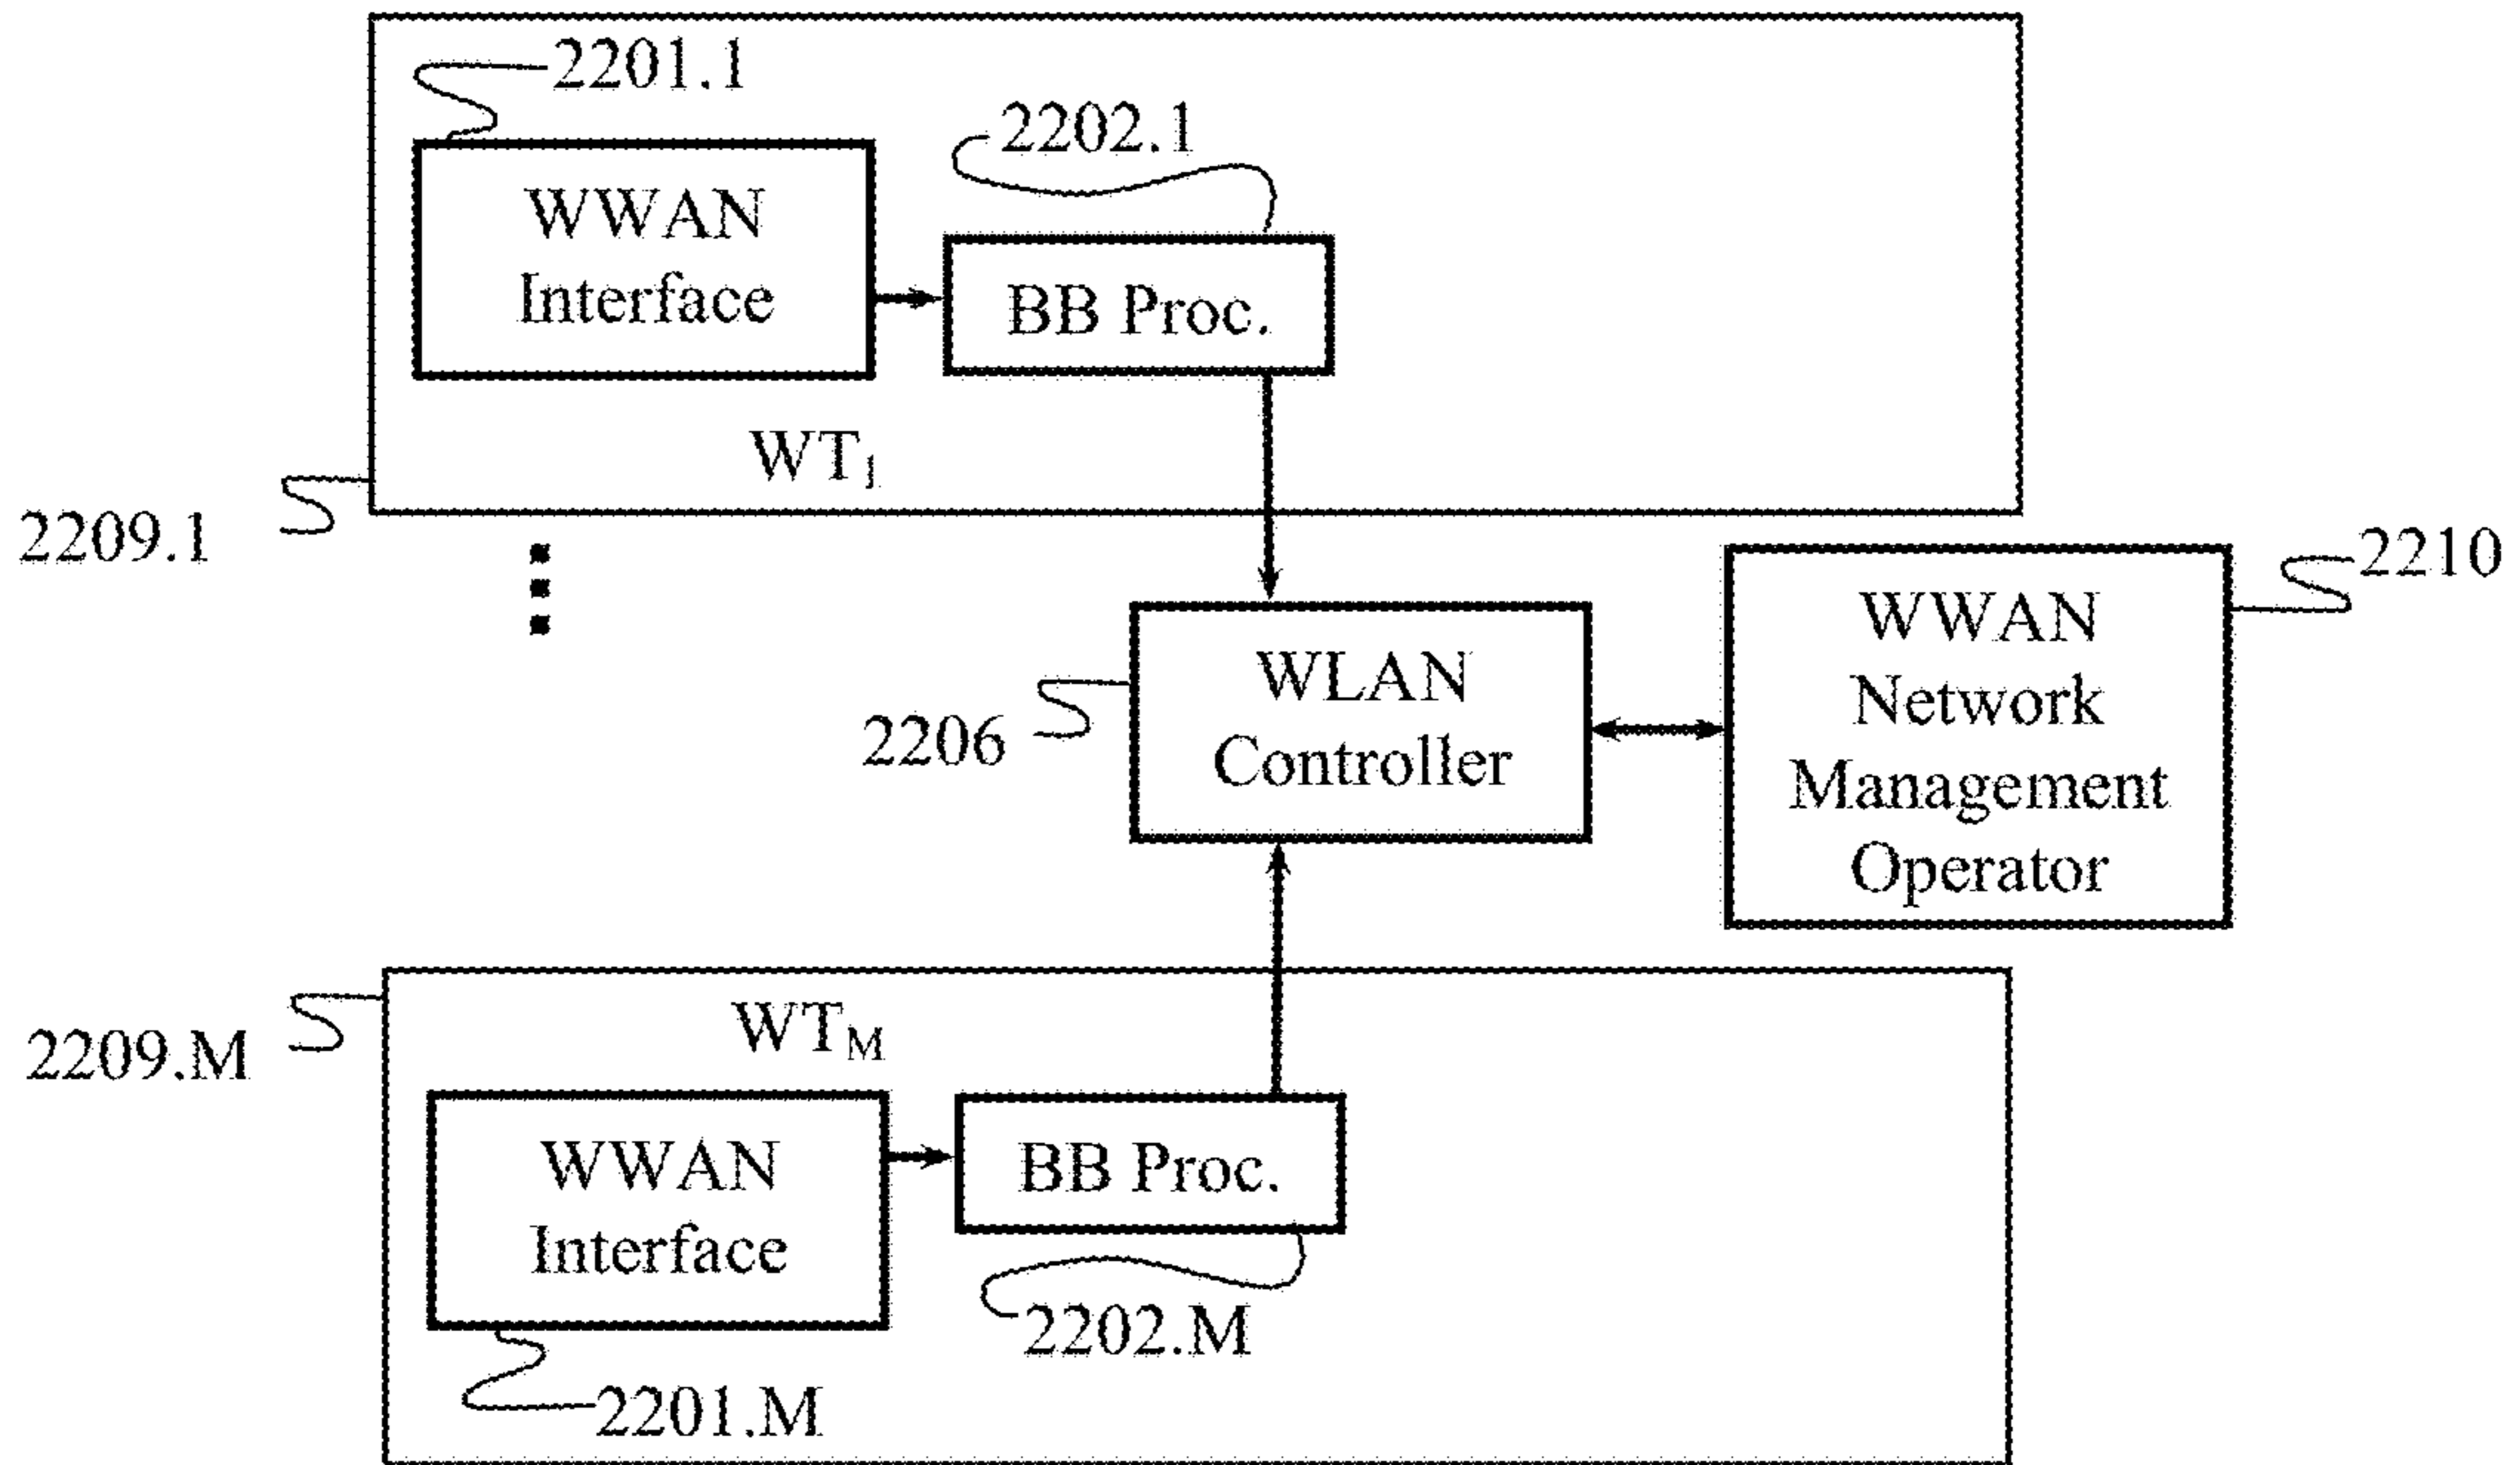 2201.1
2202.1
WWAN
Interface
BB Proc.
WT1
2209.1
2210
WWAN
Network
Management
Operator
WLAN
Controller
2206
WTM
2209.M
WWAN
Interface
BB Proc.
2202.M
2201.M